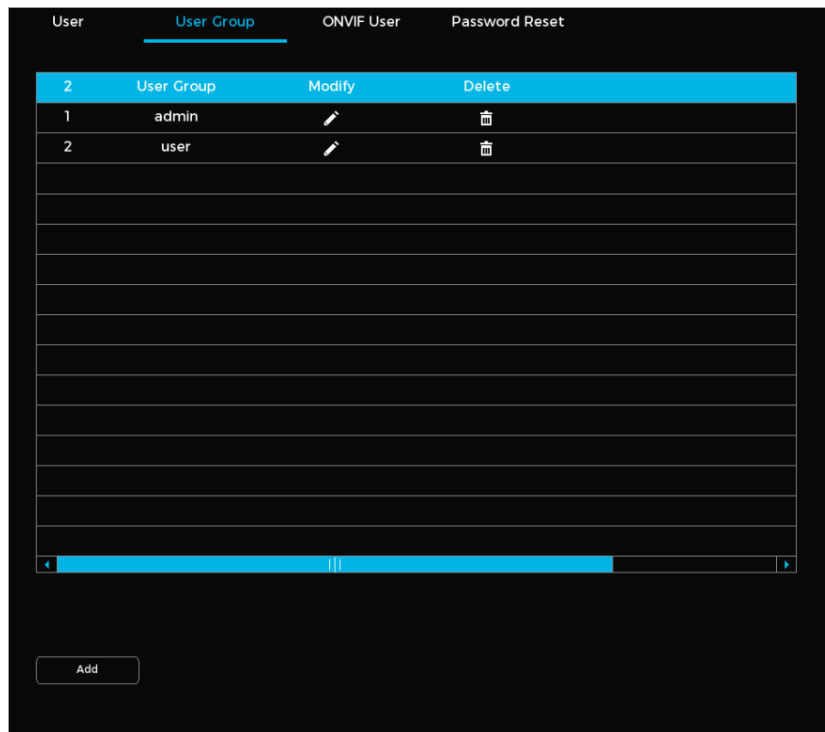 User User Group ONVIF User Password Reset
2 User Group Modify Delete
1 admin
2 user
Add